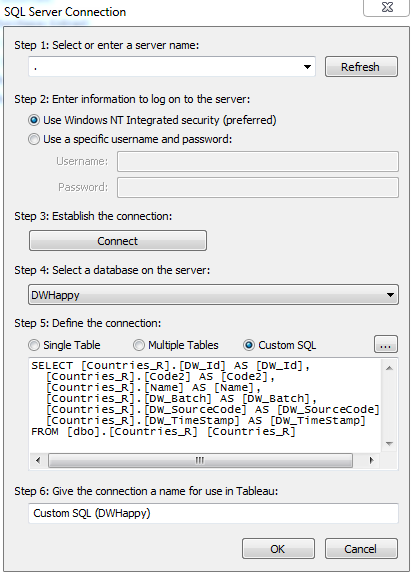 SQL Server Connection
Step 1: Select or enter a server name:
.
Refresh
Step 2: Enter information to log on to the server:
Use Windows NT Integrated security (preferred)
Use a specific username and password:
Username:
Password:
Step 3: Establish the connection:
Connect
Step 4: Select a database on the server:
DWHappy
Step 5: Define the connection:
Single Table Multiple Tables Custom SQL ...
SELECT [Countries_R].[DW_Id] AS [DW_Id],
[Countries_R].[Code2] AS [Code2],
[Countries_R].[Name] AS [Name],
[Countries_R].[DW_Batch] AS [DW_Batch],
[Countries_R].[DW_SourceCode] AS [DW_SourceCode]
[Countries_R].[DW_TimeStamp] AS [DW_TimeStamp]
FROM [dbo].[Countries_R] [Countries_R]
Step 6: Give the connection a name for use in Tableau:
Custom SQL (DWHappy)
OK Cancel